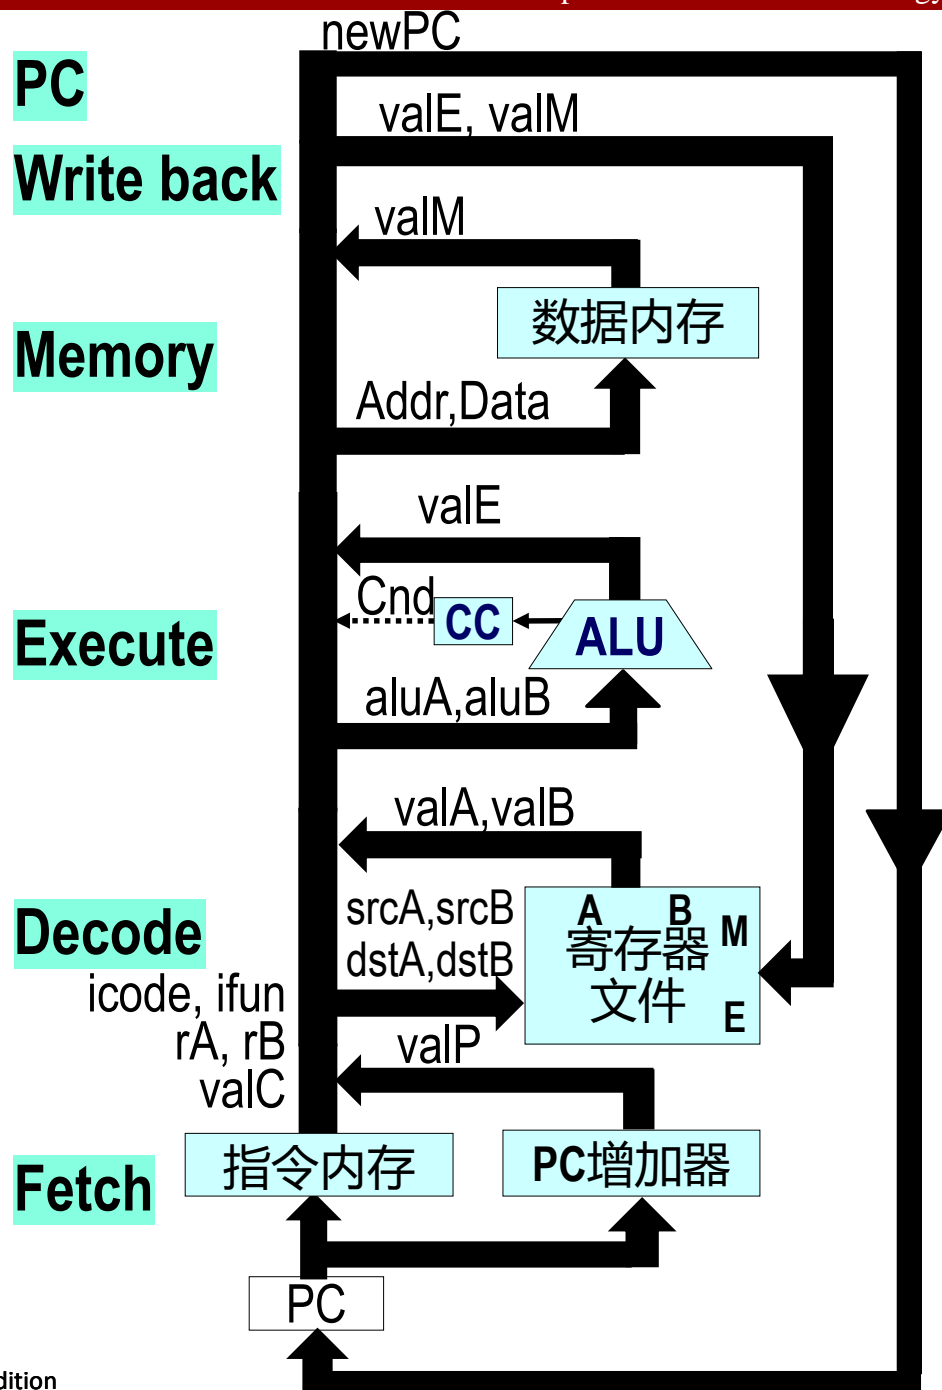 newPC
PC
valE, valM
Write back
valM
数据内存
Memory
Addr,Data
valE
Cnd
CC
ALU
Execute
aluA,aluB
valA,valB
srcA,srcB
dstA,dstB
A B
寄存器
M
文件
E
Decode
icode, ifun
rA, rB
valC
valP
指令内存
PC增加器
Fetch
PC
dition